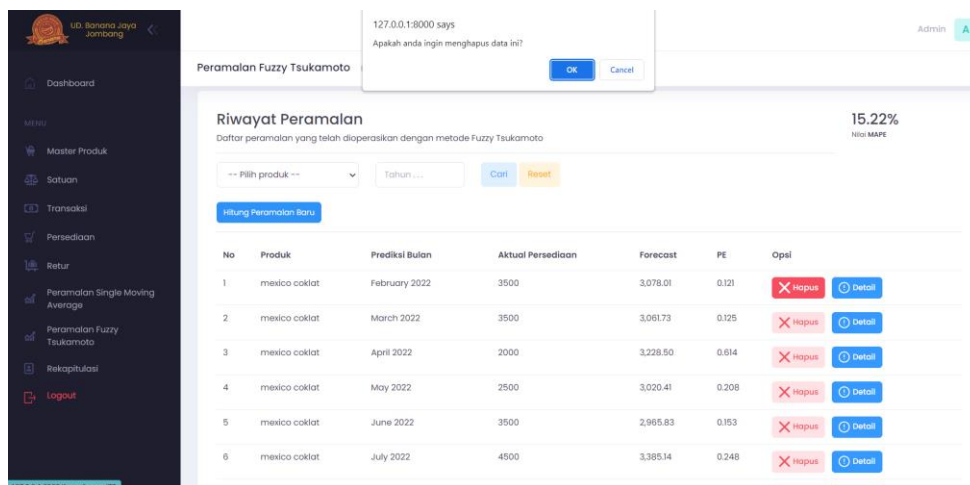 UD. Banana Jaya
Jombang
127.0.0.1:8000 says
Apakah anda ingin menghapus data ini?
OK Cancel
Admin A
Peramalan Fuzzy Tsukamoto
Dashboard
MENU
Master Produk
Satuan
Transaksi
Persediaan
Retur
Peramalan Single Moving
Average
Peramalan Fuzzy
Tsukamoto
Rekapitulasi
Logout
Riwayat Peramalan
Daftar peramalan yang telah dioperasikan dengan metode Fuzzy Tsukamoto
15.22%
Nilai MAPE
-- Pilih produk -- Tahun . . . Cari Reset
Hitung Peramalan Baru
No Produk Prediksi Bulan Aktual Persediaan Forecast PE Opsi
1 mexico coklat February 2022 3500 3,078.01 0.121 Hapus Detail
2 mexico coklat March 2022 3500 3,061.73 0.125 Hapus Detail
3 mexico coklat April 2022 2000 3,228.50 0.614 Hapus Detail
4 mexico coklat May 2022 2500 3,020.41 0.208 Hapus Detail
5 mexico coklat June 2022 3500 2,965.83 0.153 Hapus Detail
6 mexico coklat July 2022 4500 3,385.14 0.248 Hapus Detail